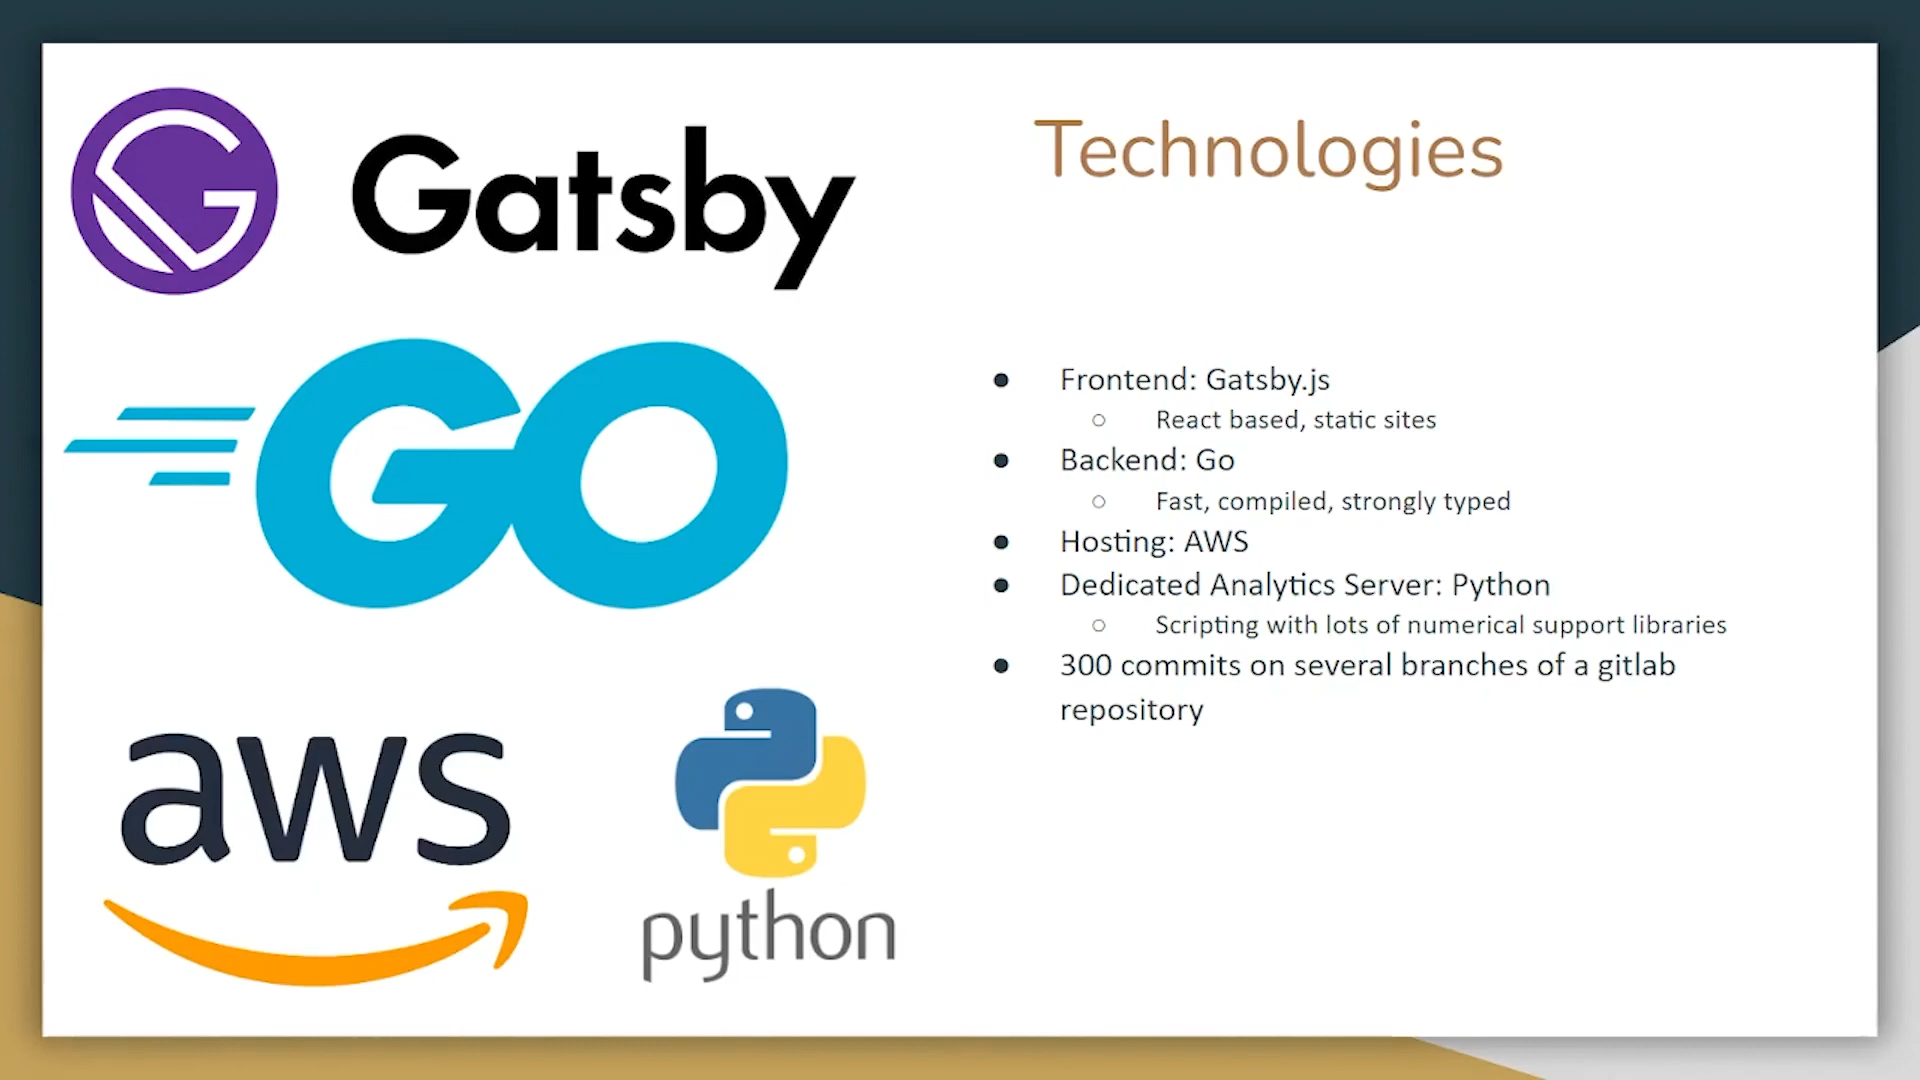 Gatsby
GO
aws
python
Technologies
● Frontend: Gatsby.js
○ React based, static sites
● Backend: Go
○ Fast, compiled, strongly typed
● Hosting: AWS
● Dedicated Analytics Server: Python
○ Scripting with lots of numerical support libraries
● 300 commits on several branches of a gitlab
repository